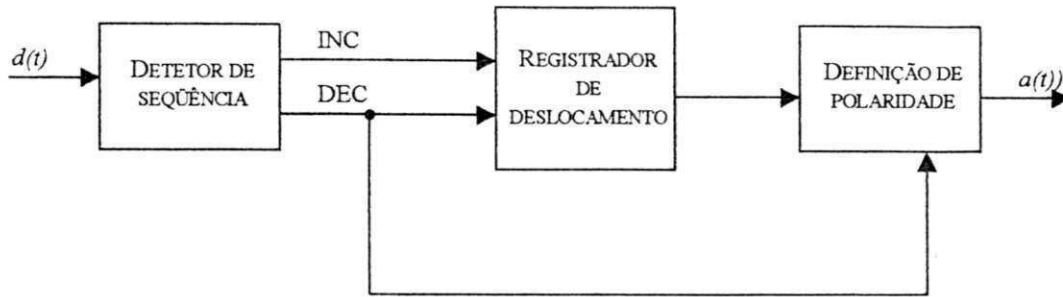 d(t)
DETETOR DE
SEQÜÊNCIA
INC
DEC
REGISTRADOR
DE
DESLOCAMENTO
DEFINIÇÃO DE
POLARIDADE
a(t))